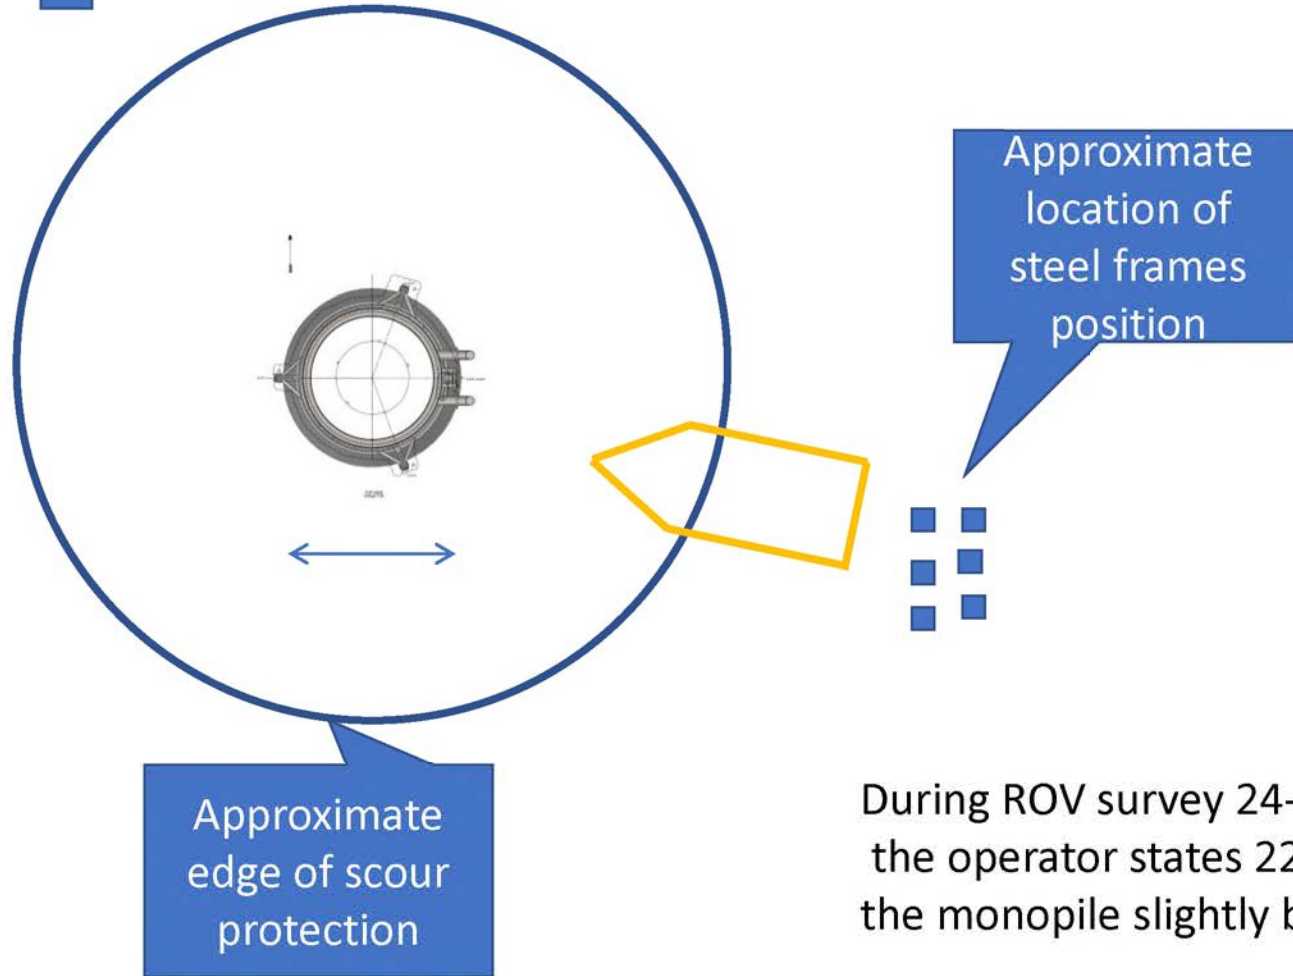 Approximate
location of
steel frames
position
Approximate
edge of scour
protection
During ROV survey 24-
the operator states 22
the monopile slightly b